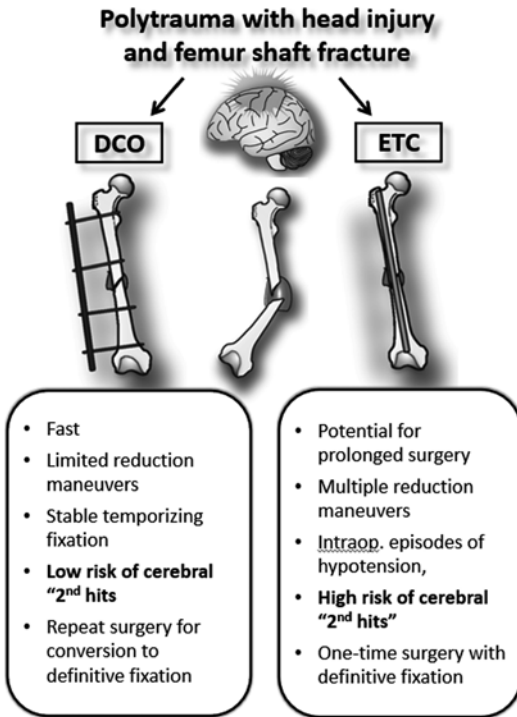 Polytrauma with head injury
and femur shaft fracture
DCO
ETC
• Fast
• Limited reduction
maneuvers
• Stable temporizing
fixation
• Low risk of cerebral
“2nd hits
• Repeat surgery for
conversion to
definitive fixation
• Potential for
prolonged surgery
• Multiple reduction
maneuvers
• Intraop. episodes of
hypotension,
• High risk of cerebral
“2nd hits”
• One-time surgery with
definitive fixation